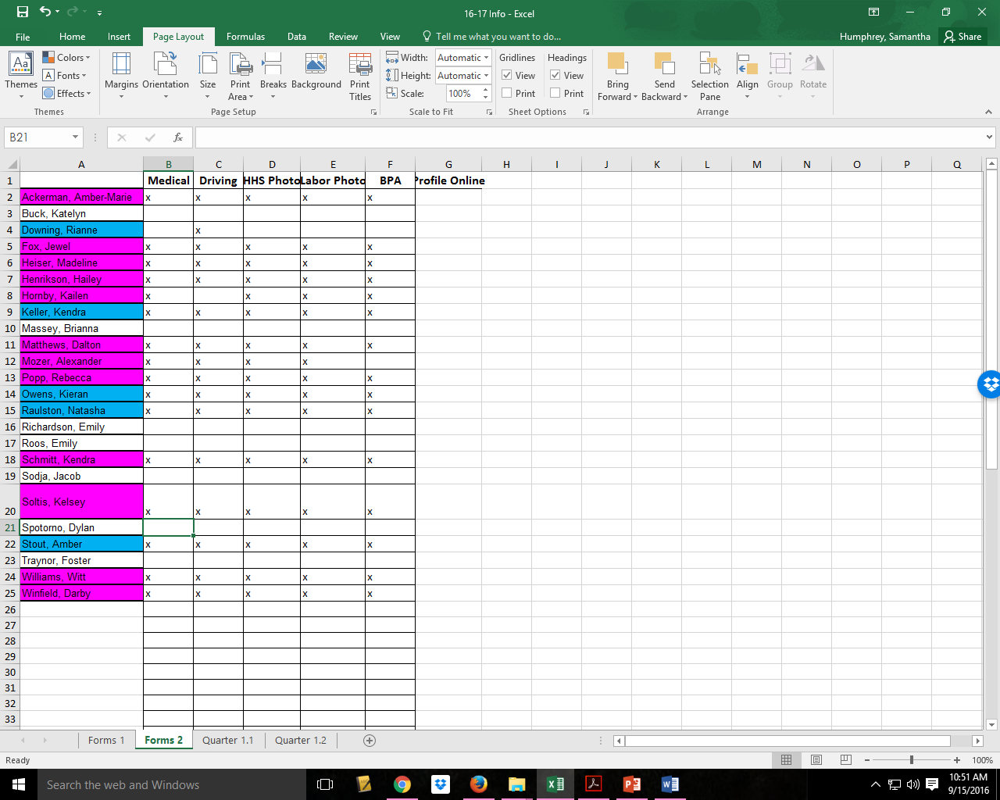 16-17 Info - Excel
File Home Insert Page Layout Formulas Data Review View Tell me what you want to do... Humphrey, Samantha Share
Themes Colors Fonts Effects Margins Orientation Size Print Area Breaks Background Print Titles Width: Automatic Height: Automatic Scale: 100% Gridlines View Print Headings View Print Bring Forward Send Backward Selection Pane Align Group Rotate
Themes Page Setup Scale to Fit Sheet Options Arrange
B21 fx
A B C D E F G H I J K L M N O P Q
1 Medical Driving HHS Photo Labor Photo BPA Profile Online
2 Ackerman, Amber-Marie x x x x x
3 Buck, Katelyn
4 Downing, Rianne x
5 Fox, Jewel x x x x x
6 Heiser, Madeline x x x x x
7 Henrikson, Hailey x x x x x
8 Hornby, Kailen x x x x
9 Keller, Kendra x x x x x
10 Massey, Brianna
11 Matthews, Dalton x x x x x
12 Mozer, Alexander x x x x
13 Popp, Rebecca x x x x x
14 Owens, Kieran x x x x x
15 Raulston, Natasha x x x x x
16 Richardson, Emily
17 Roos, Emily
18 Schmitt, Kendra x x x x x
19 Sodja, Jacob
20 Soltis, Kelsey x x x x x
21 Spotorno, Dylan
22 Stout, Amber x x x x x
23 Traynor, Foster
24 Williams, Witt x x x x x
25 Winfield, Darby x x x x x
26
27
28
29
30
31
32
33
Forms 1 Forms 2 Quarter 1.1 Quarter 1.2
Ready 100%
Search the web and Windows 10:51 AM
9/15/2016